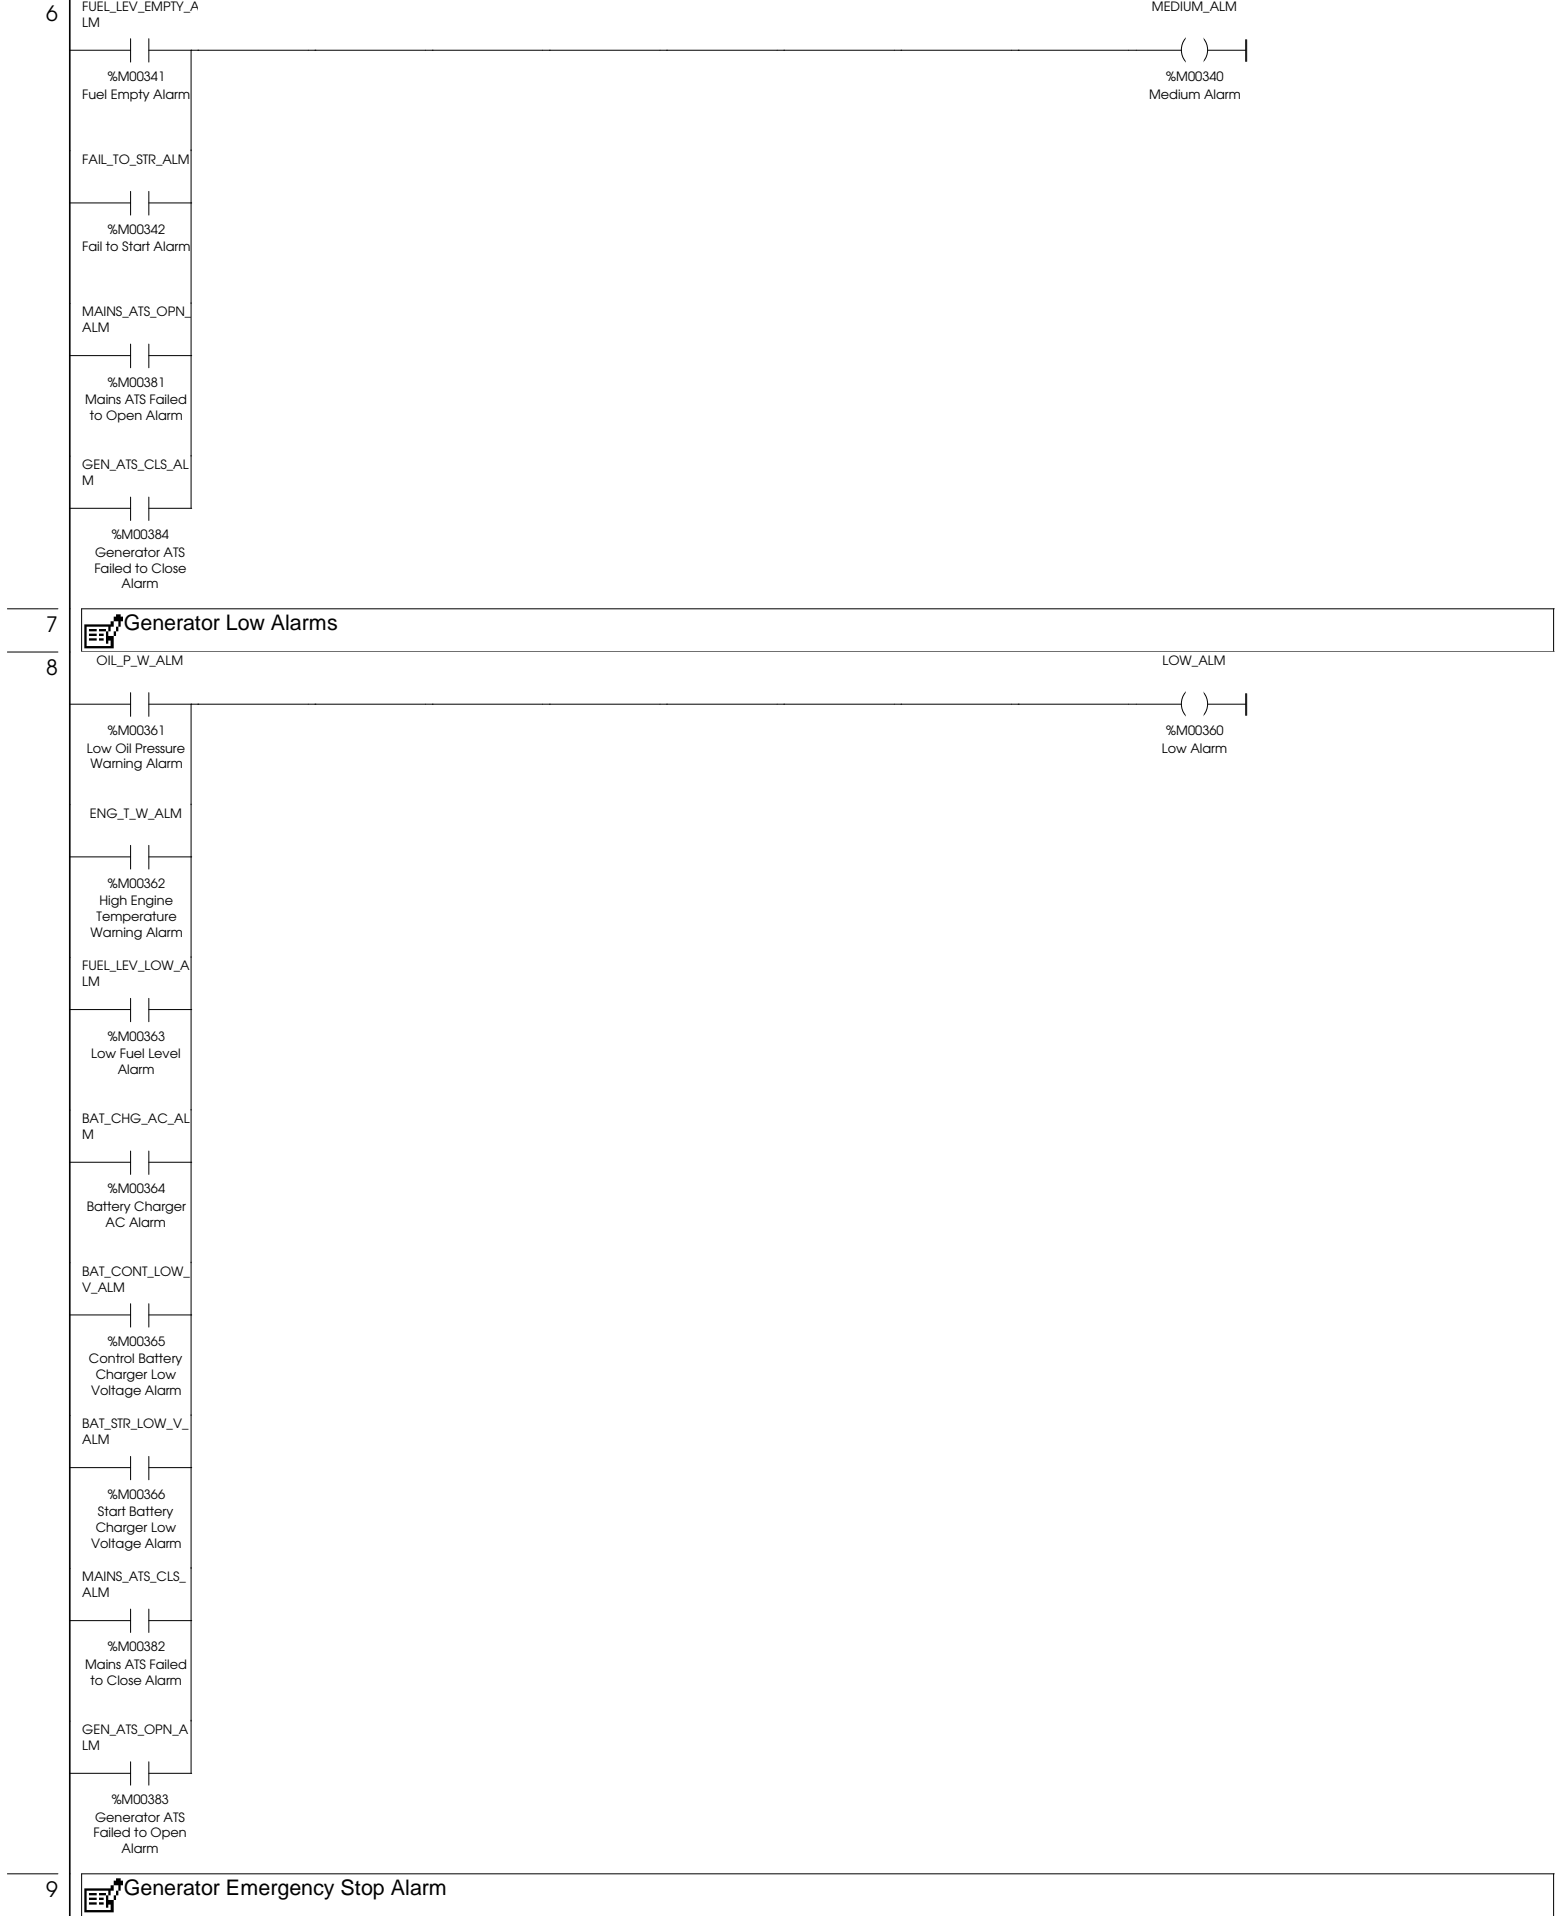 6
FUEL_LEV_EMPTY_A
LM
MEDIUM_ALM
%M00341
Fuel Empty Alarm
%M00340
Medium Alarm
FAIL_TO_STR_ALM
%M00342
Fail to Start Alarm
MAINS_ATS_OPN_
ALM
%M00381
Mains ATS Failed
to Open Alarm
GEN_ATS_CLS_AL
M
%M00384
Generator ATS
Failed to Close
Alarm
7
Generator Low Alarms
8
OIL_P_W_ALM
LOW_ALM
%M00361
Low Oil Pressure
Warning Alarm
%M00360
Low Alarm
ENG_T_W_ALM
%M00362
High Engine
Temperature
Warning Alarm
FUEL_LEV_LOW_A
LM
%M00363
Low Fuel Level
Alarm
BAT_CHG_AC_AL
M
%M00364
Battery Charger
AC Alarm
BAT_CONT_LOW_
V_ALM
%M00365
Control Battery
Charger Low
Voltage Alarm
BAT_STR_LOW_V_
ALM
%M00366
Start Battery
Charger Low
Voltage Alarm
MAINS_ATS_CLS_
ALM
%M00382
Mains ATS Failed
to Close Alarm
GEN_ATS_OPN_A
LM
%M00383
Generator ATS
Failed to Open
Alarm
9
Generator Emergency Stop Alarm